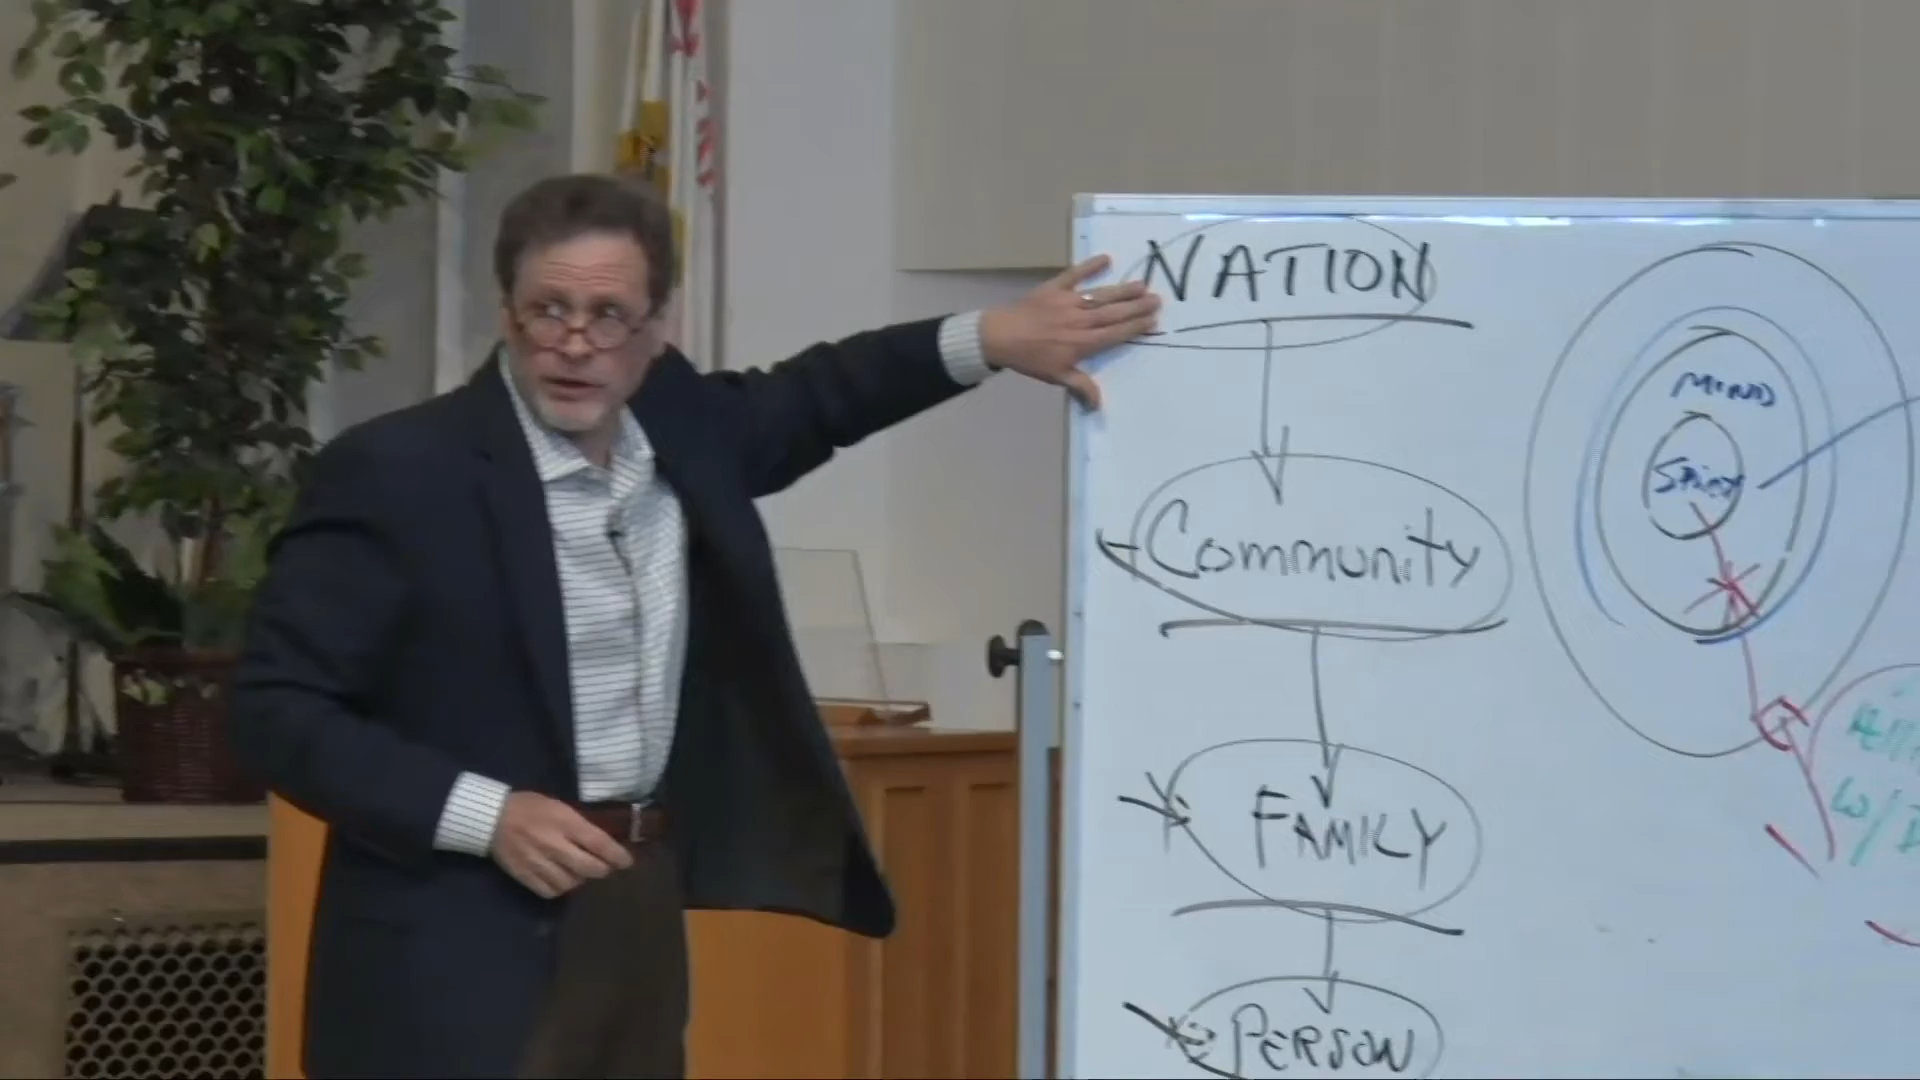 NATION
Community
FAMILY
PERSON
MIND
SPIRIT
W/